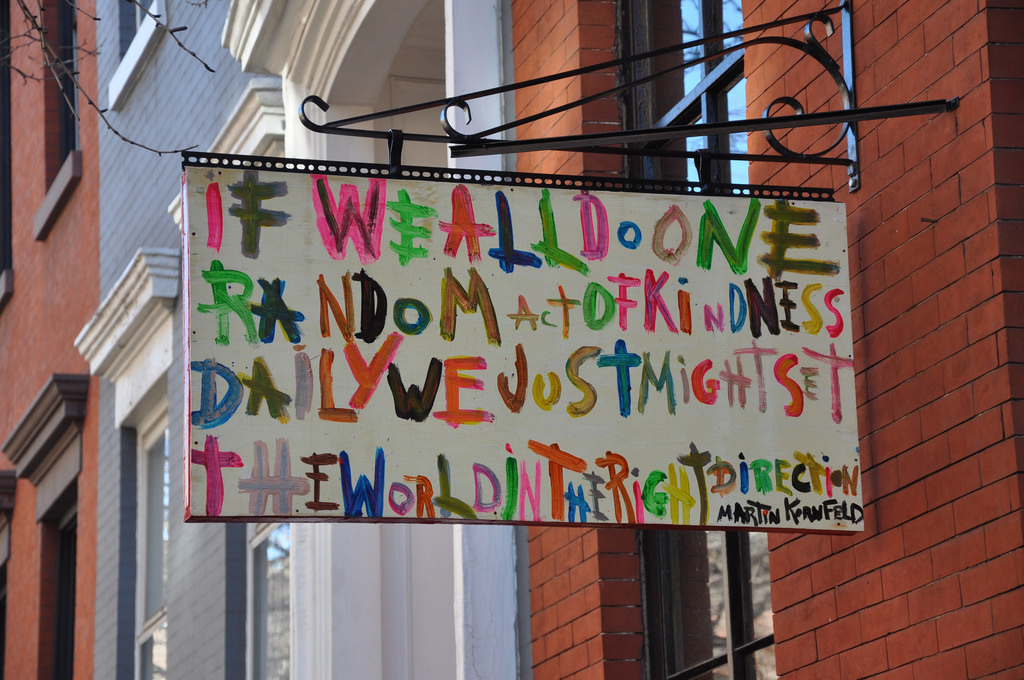 IF WE ALL DO ONE
RANDOM ACT OF KiNDNESS
DAILY WE JUST MiGHT SET
THE WORLD iN THE RiGHT DiRECTiON
MARTiN KORNFELD